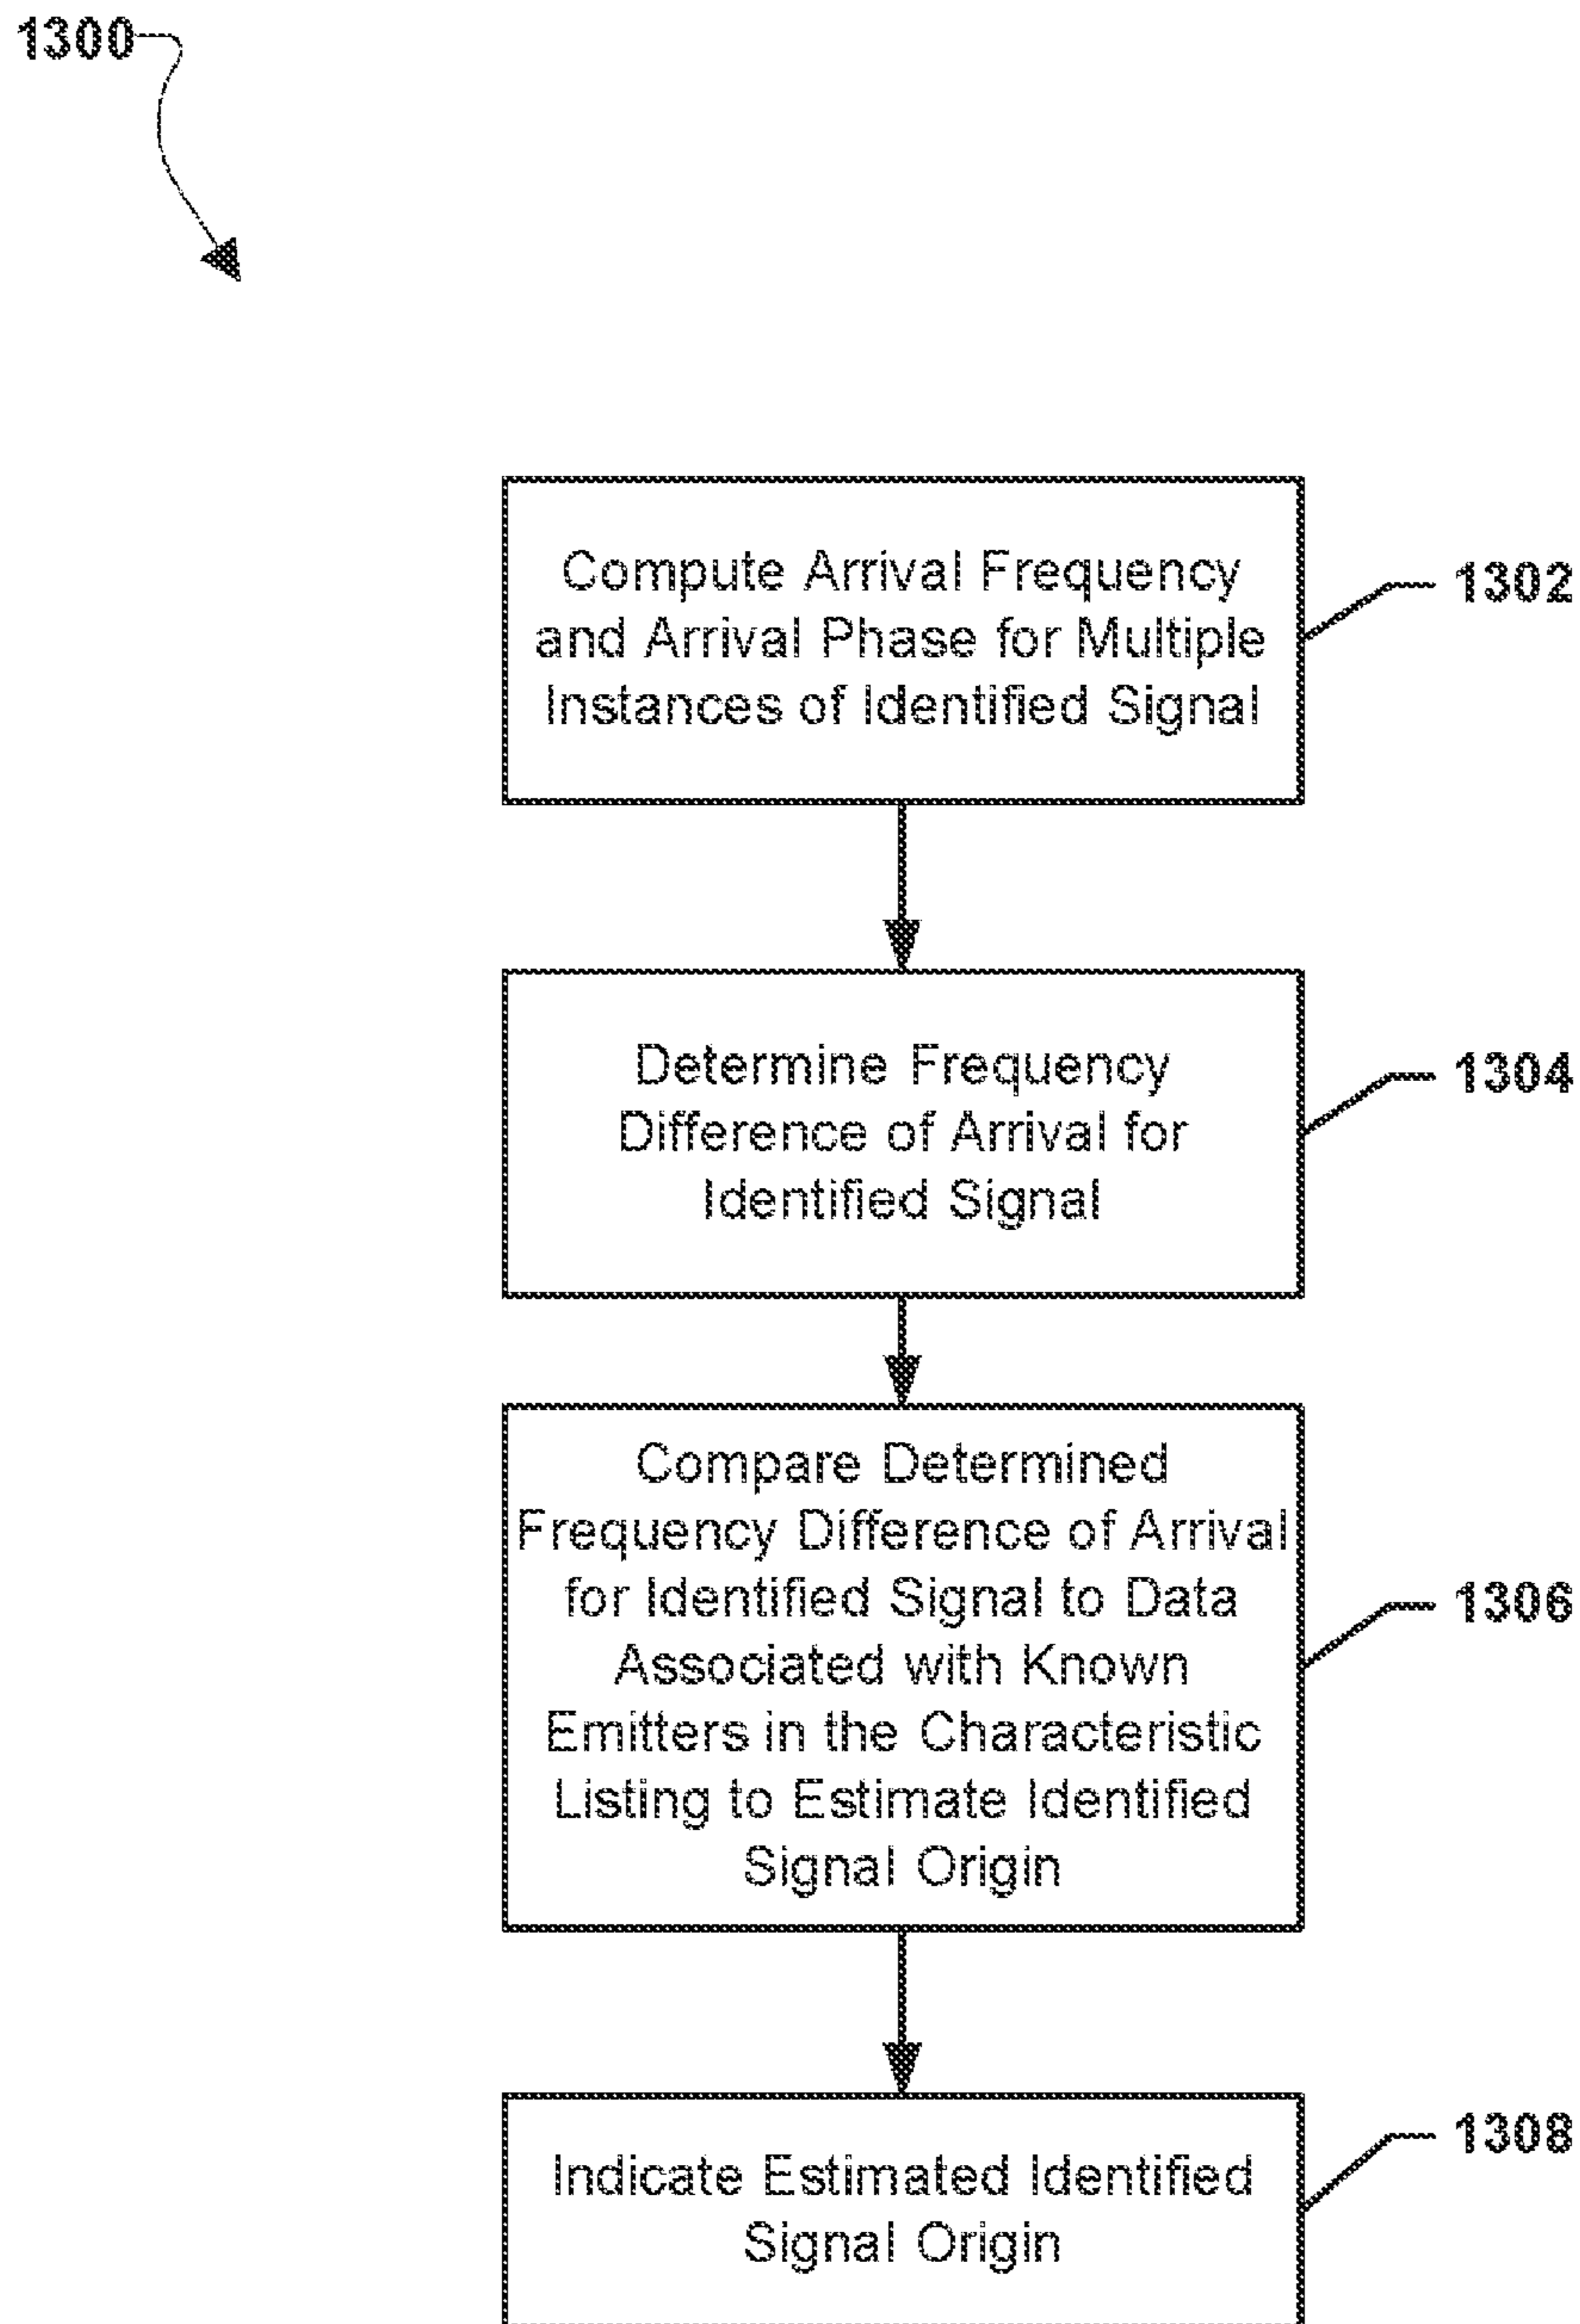 1300
Compute Arrival Frequency
and Arrival Phase for Multiple
Instances of Identified Signal
1302
Determine Frequency
Difference of Arrival for
Identified Signal
1304
Compare Determined
Frequency Difference of Arrival
for Identified Signal to Data
Associated with Known
Emitters in the Characteristic
Listing to Estimate Identified
Signal Origin
1306
Indicate Estimated Identified
Signal Origin
1308